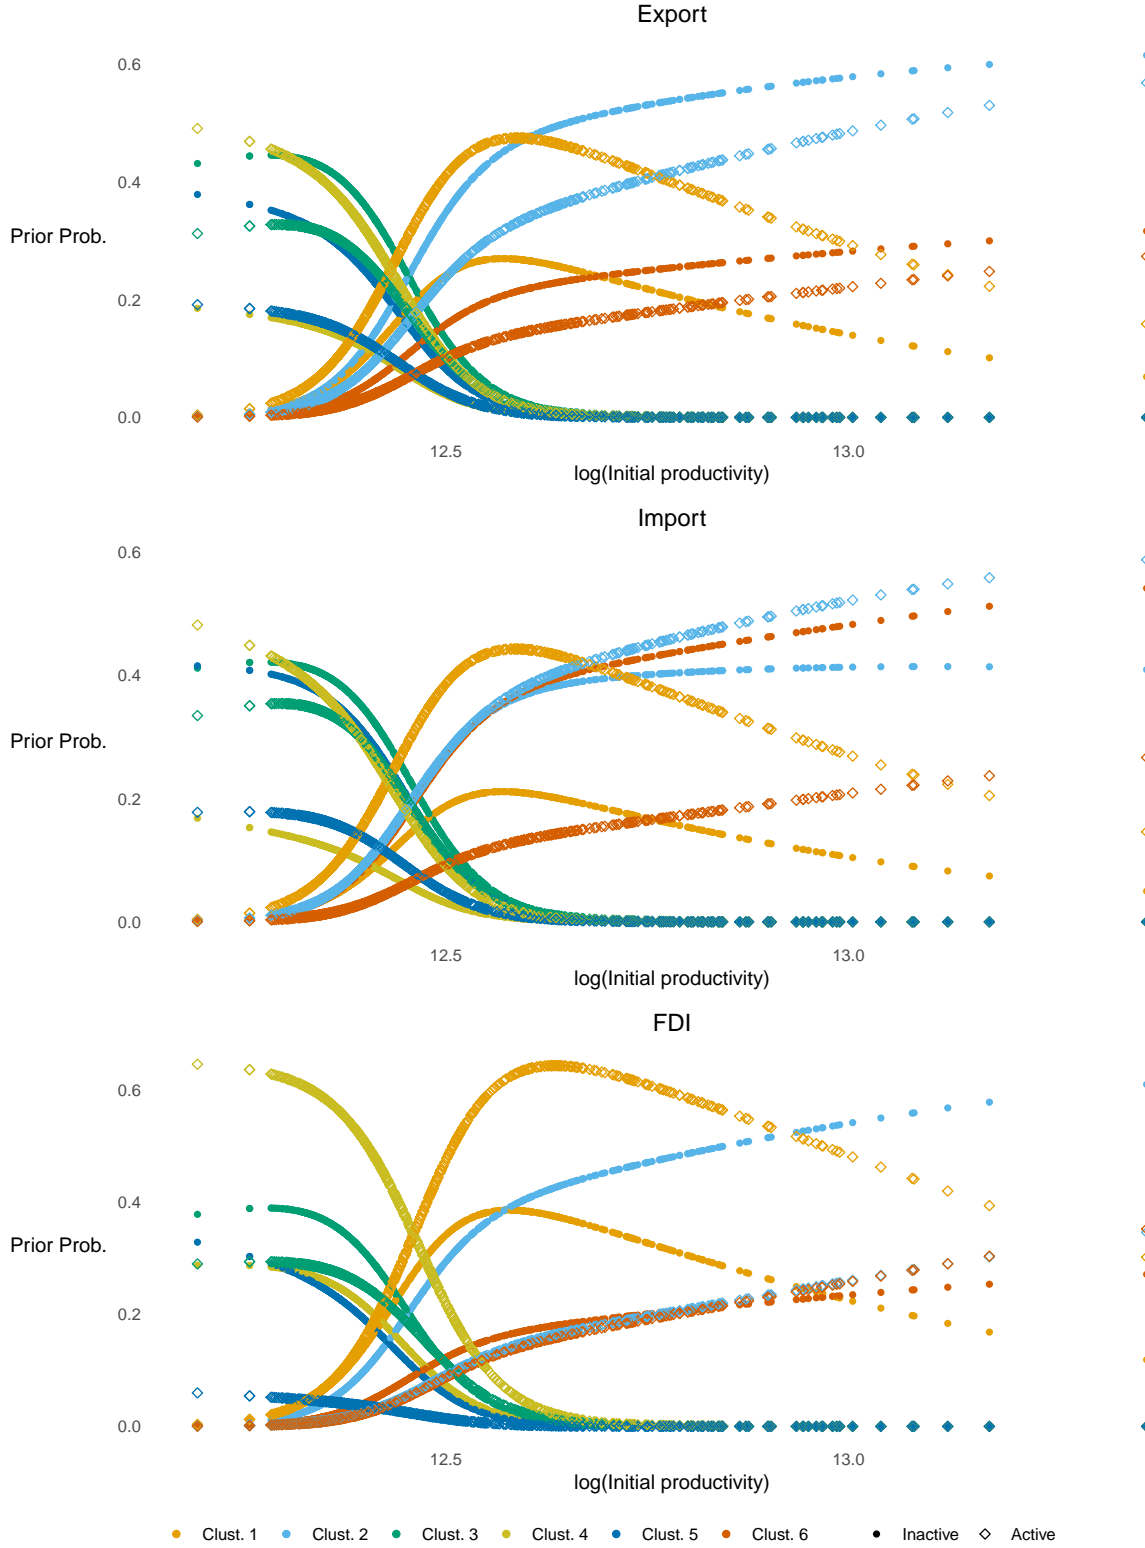 Export
0.6
0.4
Prior Prob.
0.2
0.0
12.5 13.0
log(Initial productivity)
Import
0.6
0.4
Prior Prob.
0.2
0.0
12.5 13.0
log(Initial productivity)
FDI
0.6
0.4
Prior Prob.
0.2
0.0
12.5 13.0
log(Initial productivity)
Clust. 1 Clust. 2 Clust. 3 Clust. 4 Clust. 5 Clust. 6 Inactive Active